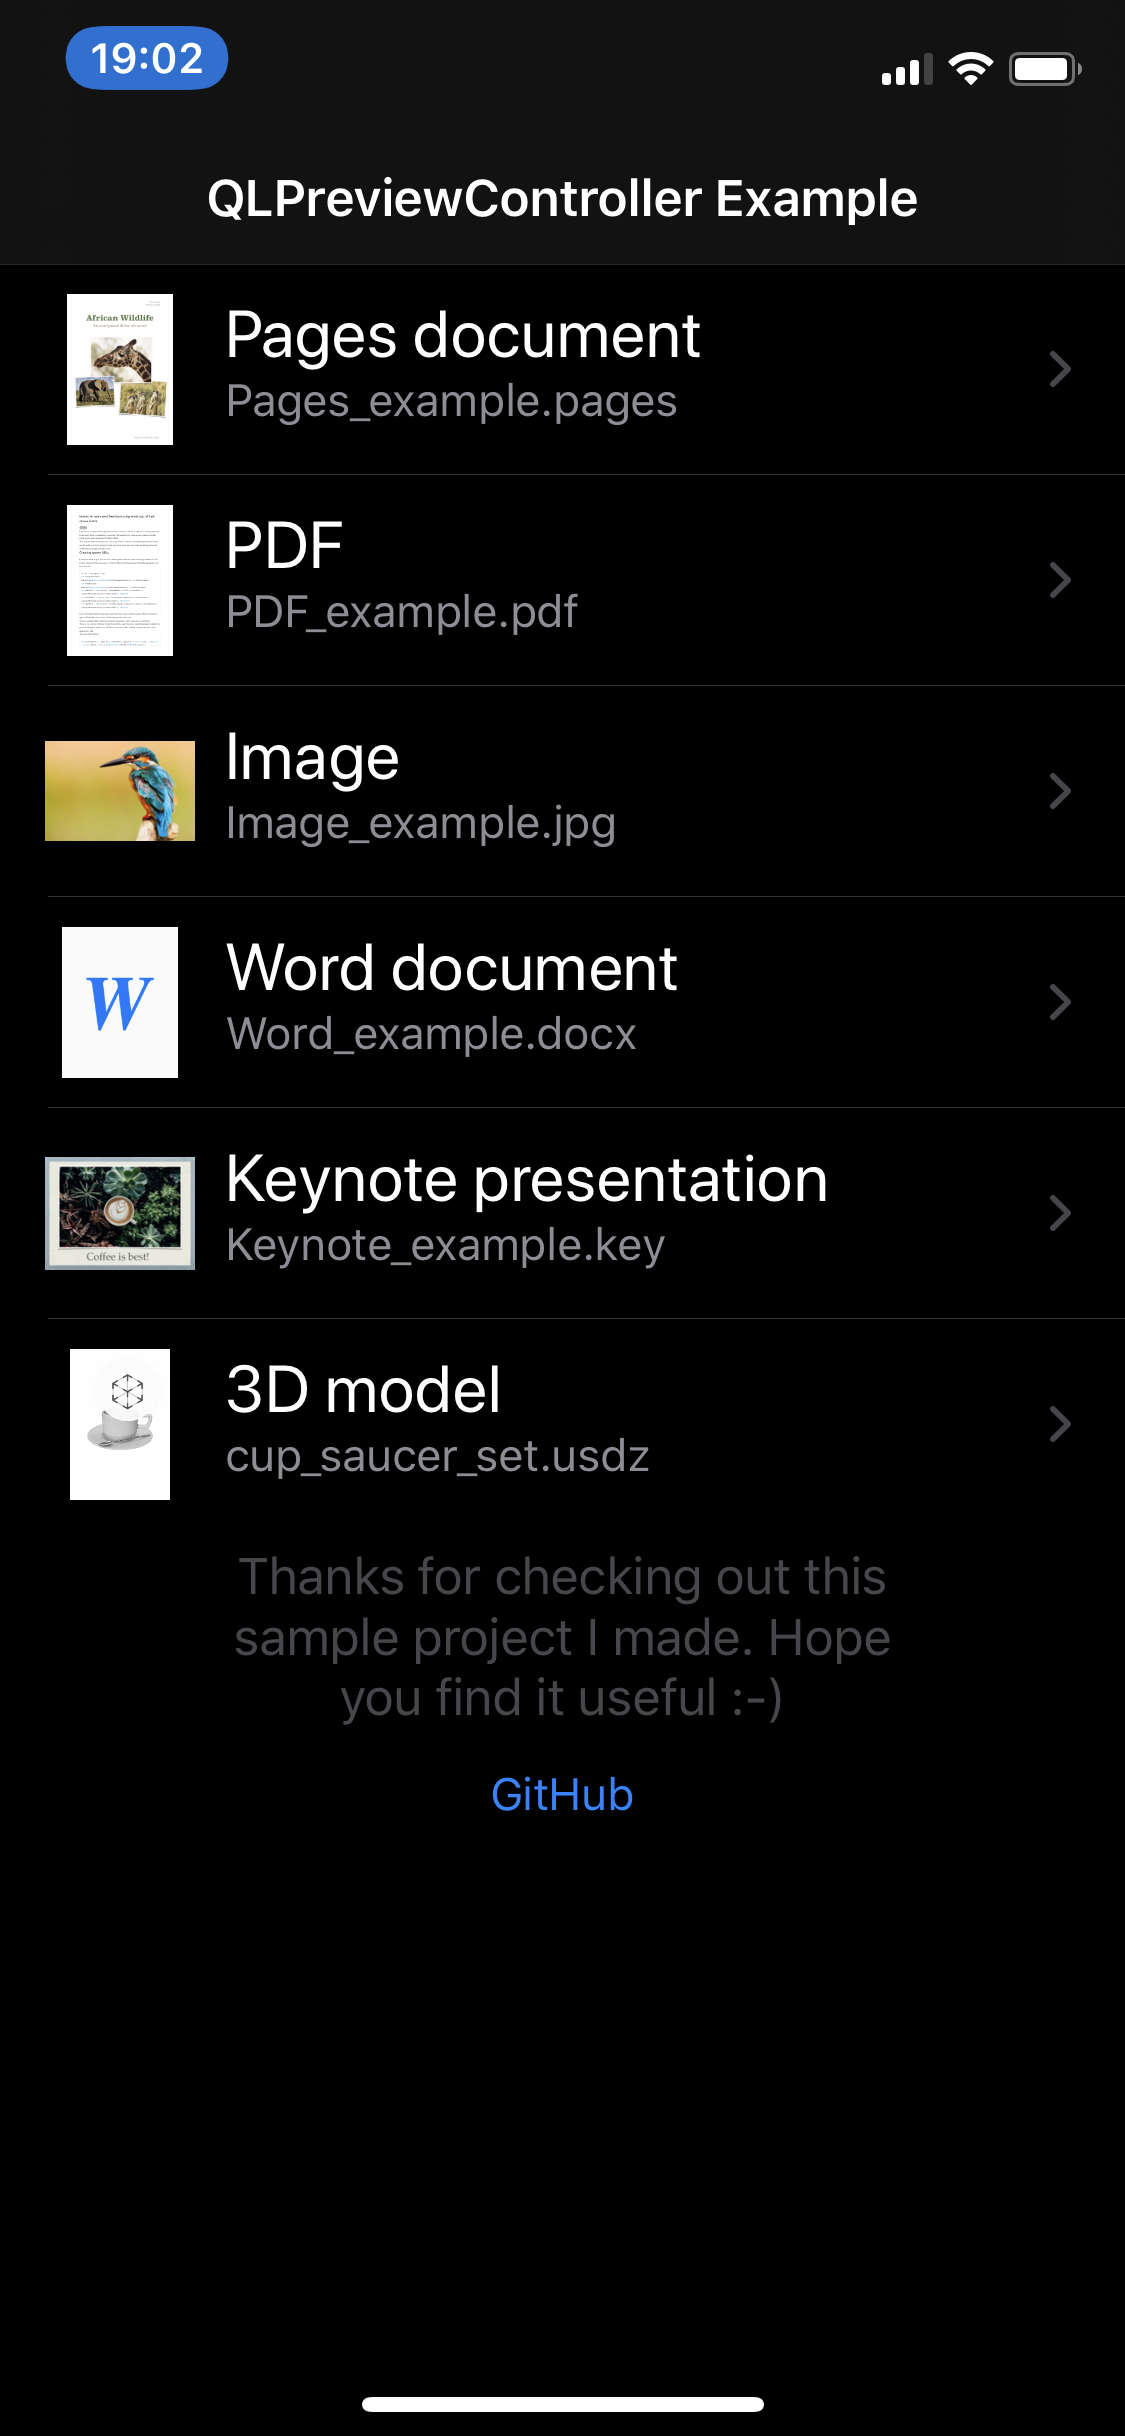 19:02
QLPreviewController Example
African Wildlife
Pages document
Pages_example.pages
PDF
PDF_example.pdf
Image
Image_example.jpg
W
Word document
Word_example.docx
Coffee is best!
Keynote presentation
Keynote_example.key
3D model
cup_saucer_set.usdz
Thanks for checking out this
sample project I made. Hope
you find it useful :-)
GitHub